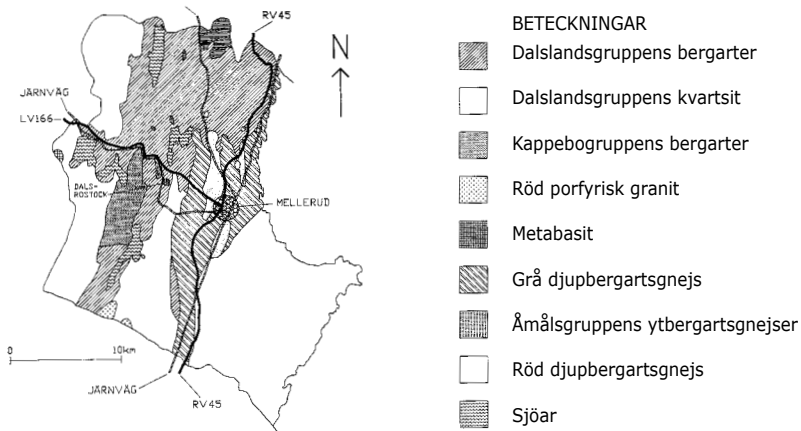 RV45
N
JÄRNVÄG
LV166
DALS-
ROSTOCK
MELLERUD
0 10km
JÄRNVÄG
RV45
BETECKNINGAR
Dalslandsgruppens bergarter
Dalslandsgruppens kvartsit
Kappebogruppens bergarter
Röd porfyrisk granit
Metabasit
Grå djupbergartsgnejs
Åmålsgruppens ytbergartsgnejser
Röd djupbergartsgnejs
Sjöar